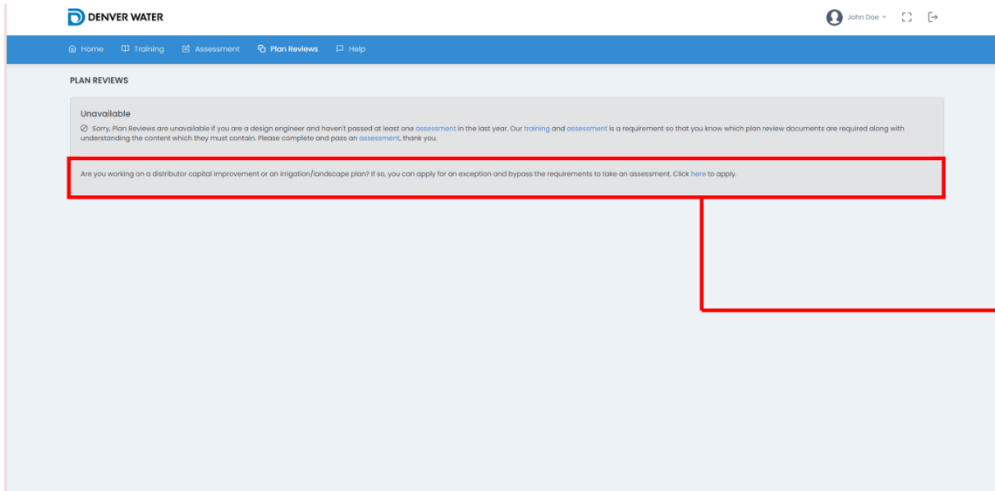 DENVER WATER
John Doe
Home Training Assessment Plan Reviews Help
PLAN REVIEWS
Unavailable
Sorry, Plan Reviews are unavailable if you are a design engineer and haven't passed at least one assessment in the last year. Our training and assessment is a requirement so that you know which plan review documents are required along with
understanding the content which they must contain. Please complete and pass an assessment, thank you.
Are you working on a distributor capital improvement or an irrigation/landscape plan? If so, you can apply for an exception and bypass the requirements to take an assessment. Click here to apply.